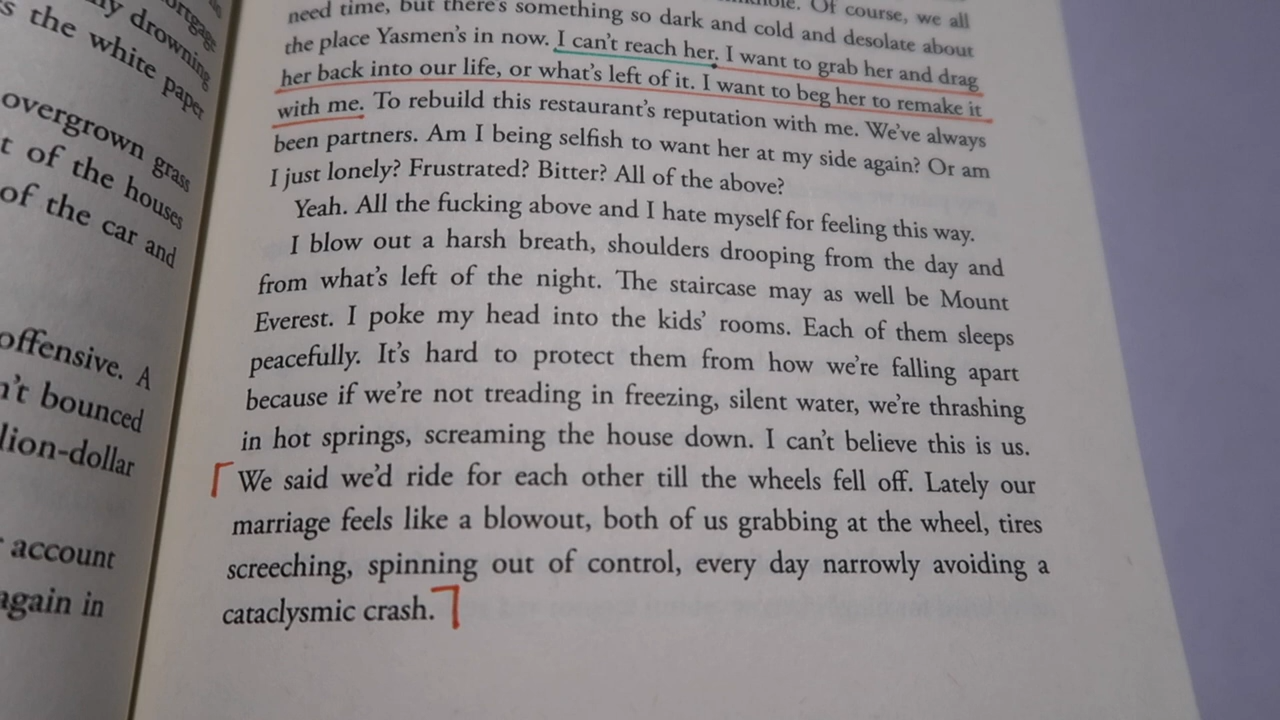 ortgage
drowning
s the white paper
overgrown grass
t of the houses
of the car and
offensive. A
n't bounced
lion-dollar
account
again in
need time, but there's something so dark and cold and desolate about
the place Yasmen's in now. I can't reach her. I want to grab her and drag
her back into our life, or what's left of it. I want to beg her to remake it
with me. To rebuild this restaurant's reputation with me. We've always
been partners. Am I being selfish to want her at my side again? Or am
I just lonely? Frustrated? Bitter? All of the above?
Yeah. All the fucking above and I hate myself for feeling this way.
I blow out a harsh breath, shoulders drooping from the day and
from what's left of the night. The staircase may as well be Mount
Everest. I poke my head into the kids' rooms. Each of them sleeps
peacefully. It's hard to protect them from how we're falling apart
because if we're not treading in freezing, silent water, we're thrashing
in hot springs, screaming the house down. I can't believe this is us.
We said we'd ride for each other till the wheels fell off. Lately our
marriage feels like a blowout, both of us grabbing at the wheel, tires
screeching, spinning out of control, every day narrowly avoiding a
cataclysmic crash.